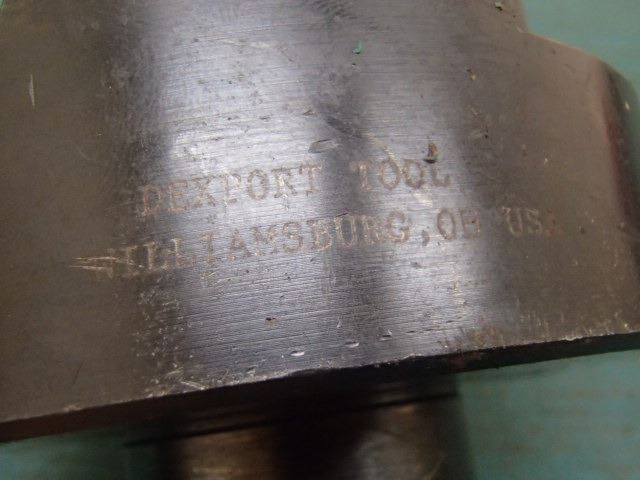 DEXPORT TOOL
WILLIAMSBURG, OH USA